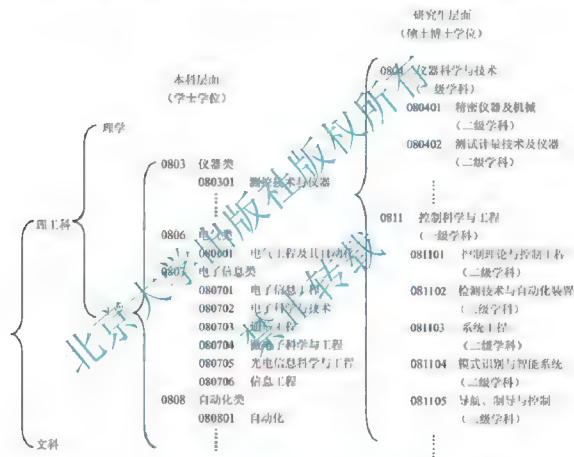 研究生层面
(硕士博士学位)
本科层面
(学士学位)
理学
理工科
工学
文科
0803 仪器类
080301 测控技术与仪器
0806 电气类
080601 电气工程及其自动化
0807 电子信息类
080701 电子信息工程
080702 电子科学与技术
080703 通信工程
080704 微电子科学与工程
080705 光电信息科学与工程
080706 信息工程
0808 自动化类
080801 自动化
0804 仪器科学与技术
(一级学科)
080401 精密仪器及机械
(二级学科)
080402 测试计量技术及仪器
(二级学科)
0811 控制科学与工程
(一级学科)
081101 控制理论与控制工程
(二级学科)
081102 检测技术与自动化装置
(二级学科)
081103 系统工程
(二级学科)
081104 模式识别与智能系统
(二级学科)
081105 导航、制导与控制
(二级学科)
北京大学出版社版权所有
禁止转载